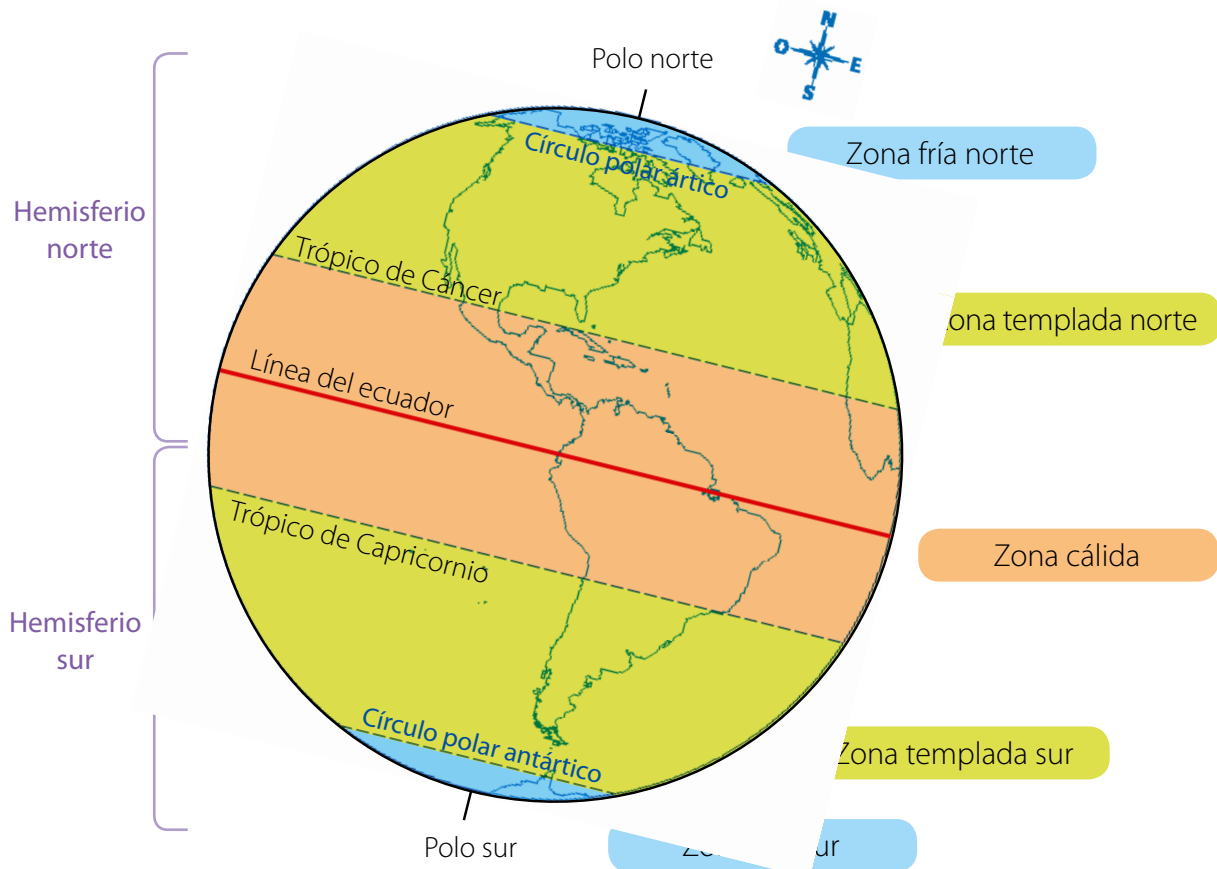 N
O
E
S
Polo norte
Zona fría norte
Círculo polar ártico
Hemisferio
norte
Trópico de Cáncer
templada norte
Línea del ecuador
Zona cálida
Trópico de Capricornio
Hemisferio
sur
Círculo polar antártico
Zona templada sur
Polo sur